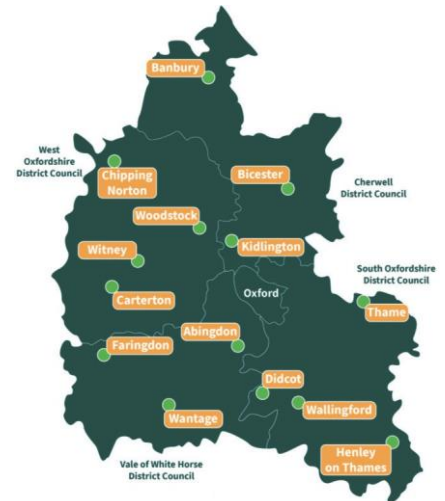 Banbury
West
Oxfordshire
District Council
Chipping
Norton
Bicester
Cherwell
District Council
Woodstock
Kidlington
Witney
South Oxfordshire
District Council
Oxford
Carterton
Thame
Abingdon
Faringdon
Didcot
Wallingford
Wantage
Henley
on Thames
Vale of White Horse
District Council